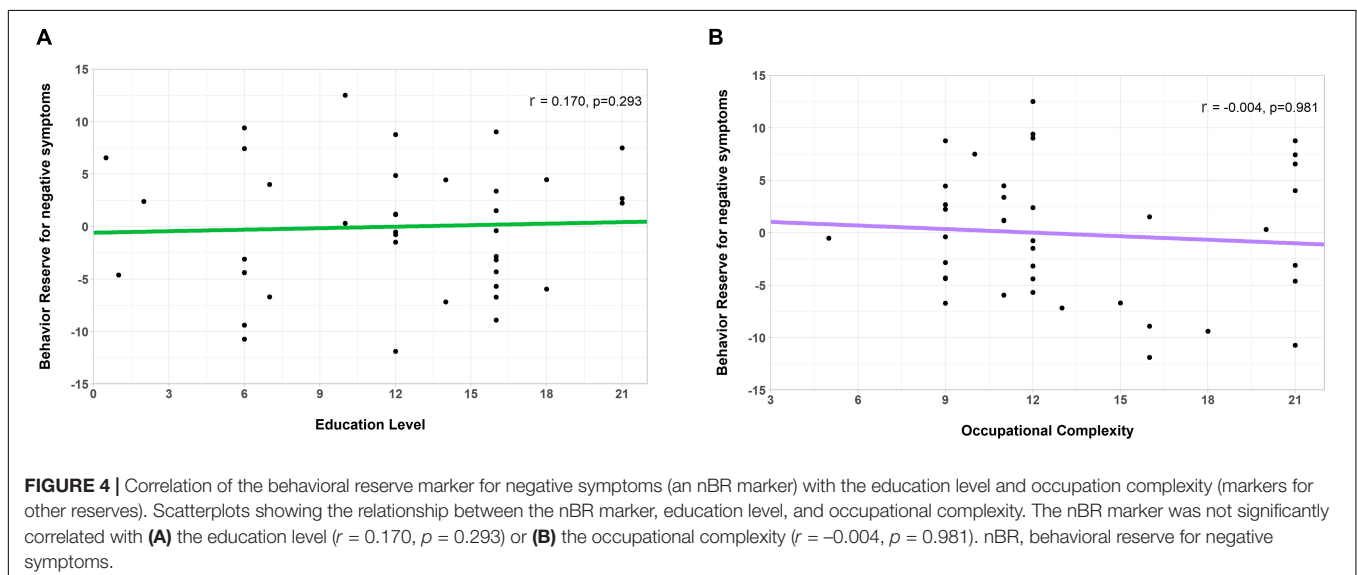 A
Behavior Reserve for negative symptoms
15
10
5
0
-5
-10
-15
r = 0.170, p=0.293
0 3 6 9 12 15 18 21
Education Level
B
Behavior Reserve for negative symptoms
15
10
5
0
-5
-10
-15
r = -0.004, p=0.981
3 6 9 12 15 18 21
Occupational Complexity
FIGURE 4 | Correlation of the behavioral reserve marker for negative symptoms (an nBR marker) with the education level and occupation complexity (markers for
other reserves). Scatterplots showing the relationship between the nBR marker, education level, and occupational complexity. The nBR marker was not significantly
correlated with (A) the education level (r = 0.170, p = 0.293) or (B) the occupational complexity (r = –0.004, p = 0.981). nBR, behavioral reserve for negative
symptoms.